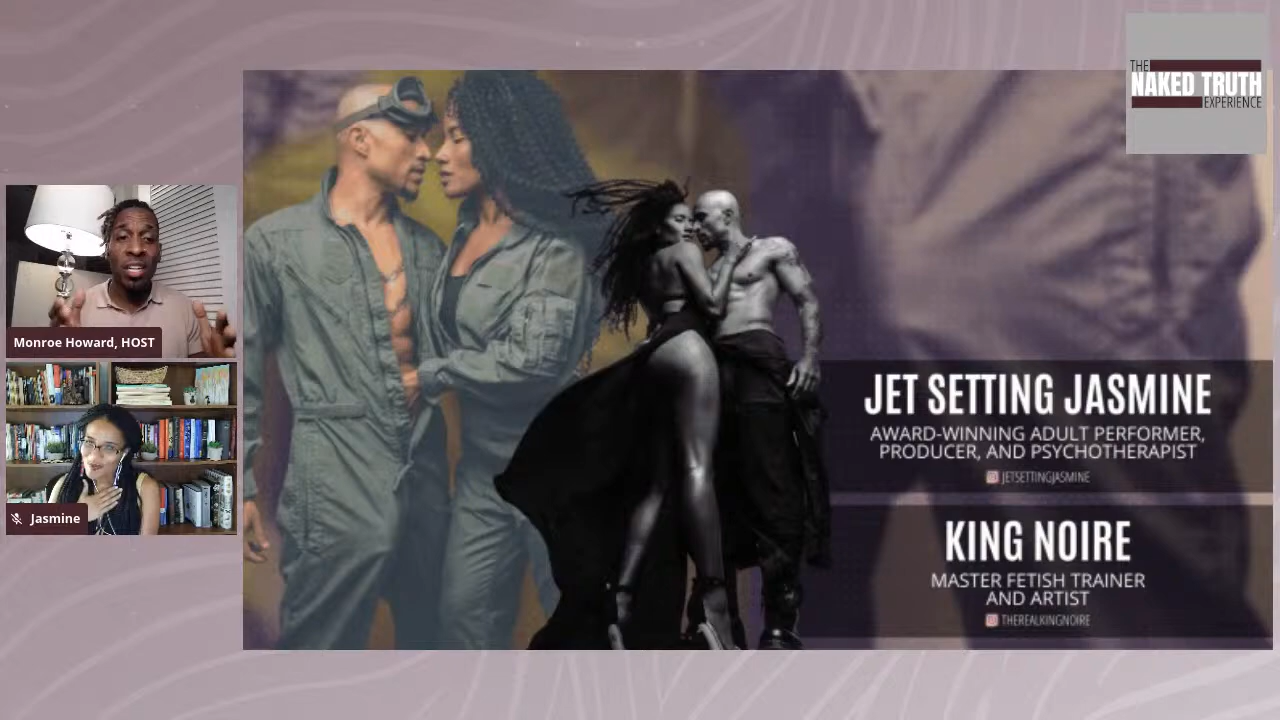 THE
NAKED TRUTH
EXPERIENCE
Monroe Howard, HOST
Jasmine
JET SETTING JASMINE
AWARD-WINNING ADULT PERFORMER,
PRODUCER, AND PSYCHOTHERAPIST
JETSETTINGJASMINE
KING NOIRE
MASTER FETISH TRAINER
AND ARTIST
THEREALKINGNOIRE